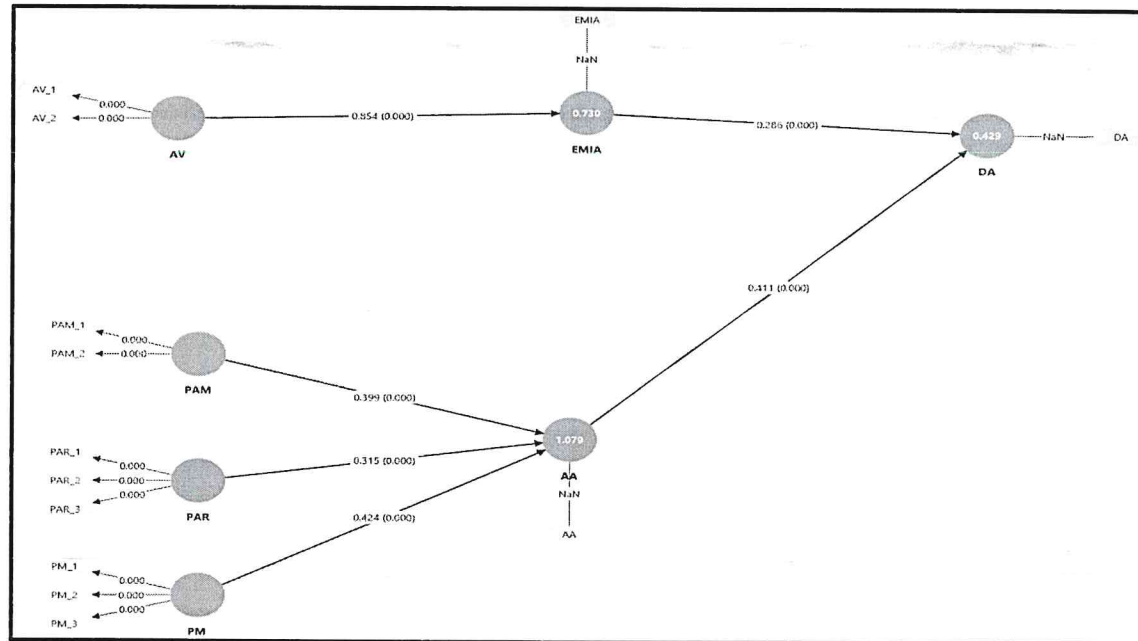 EMIA
NaN
AV_1
0.000
AV_2
0.000
AV
0.854 (0.000)
0.730
EMIA
0.286 (0.000)
0.429
DA
NaN
DA
0.411 (0.000)
PAM_1
0.000
PAM_2
0.000
PAM
0.399 (0.000)
PAR_1
0.000
PAR_2
0.000
PAR_3
0.000
PAR
0.315 (0.000)
1.079
AA
NaN
AA
0.424 (0.000)
PM_1
0.000
PM_2
0.000
PM_3
0.000
PM